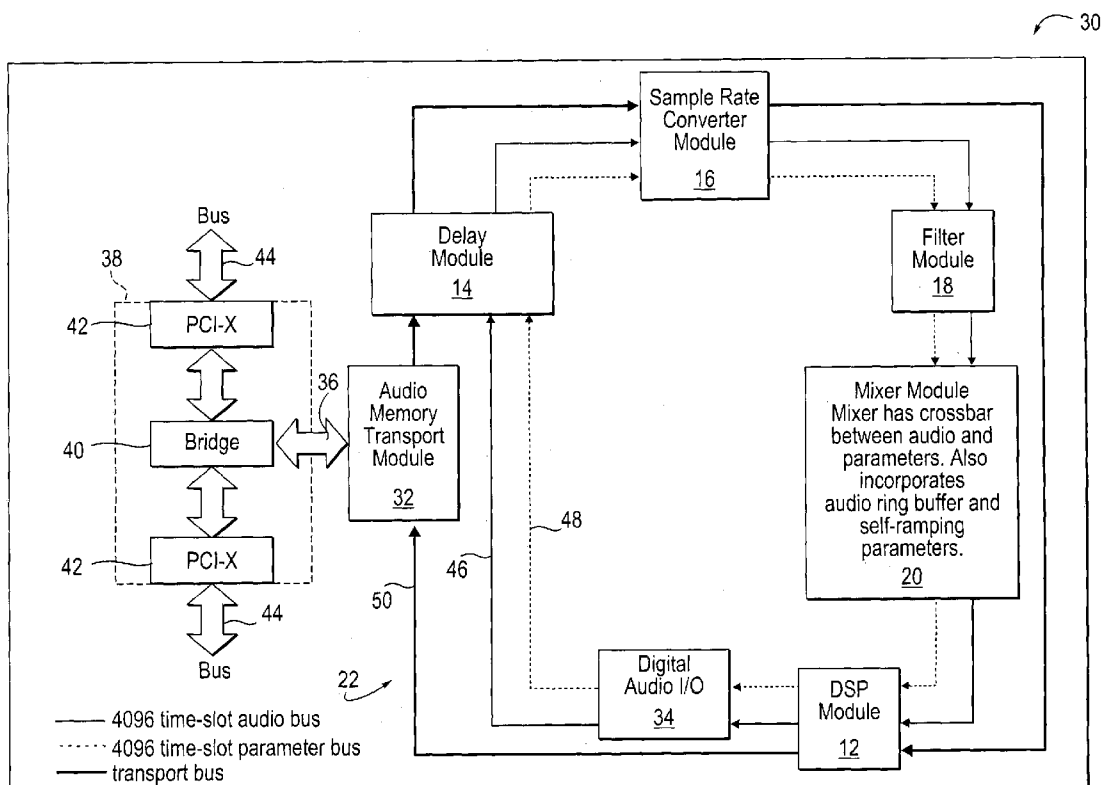 30
Sample Rate
Converter
Module
16
Bus
44
38
Delay
Module
14
Filter
Module
18
42
PCI-X
36
Audio
Memory
Transport
Module
32
40
Bridge
Mixer Module
Mixer has crossbar
between audio and
parameters. Also
incorporates
audio ring buffer and
self-ramping
parameters.
20
48
42
PCI-X
46
50
44
Bus
22
Digital
Audio I/O
34
DSP
Module
12
4096 time-slot audio bus
4096 time-slot parameter bus
transport bus